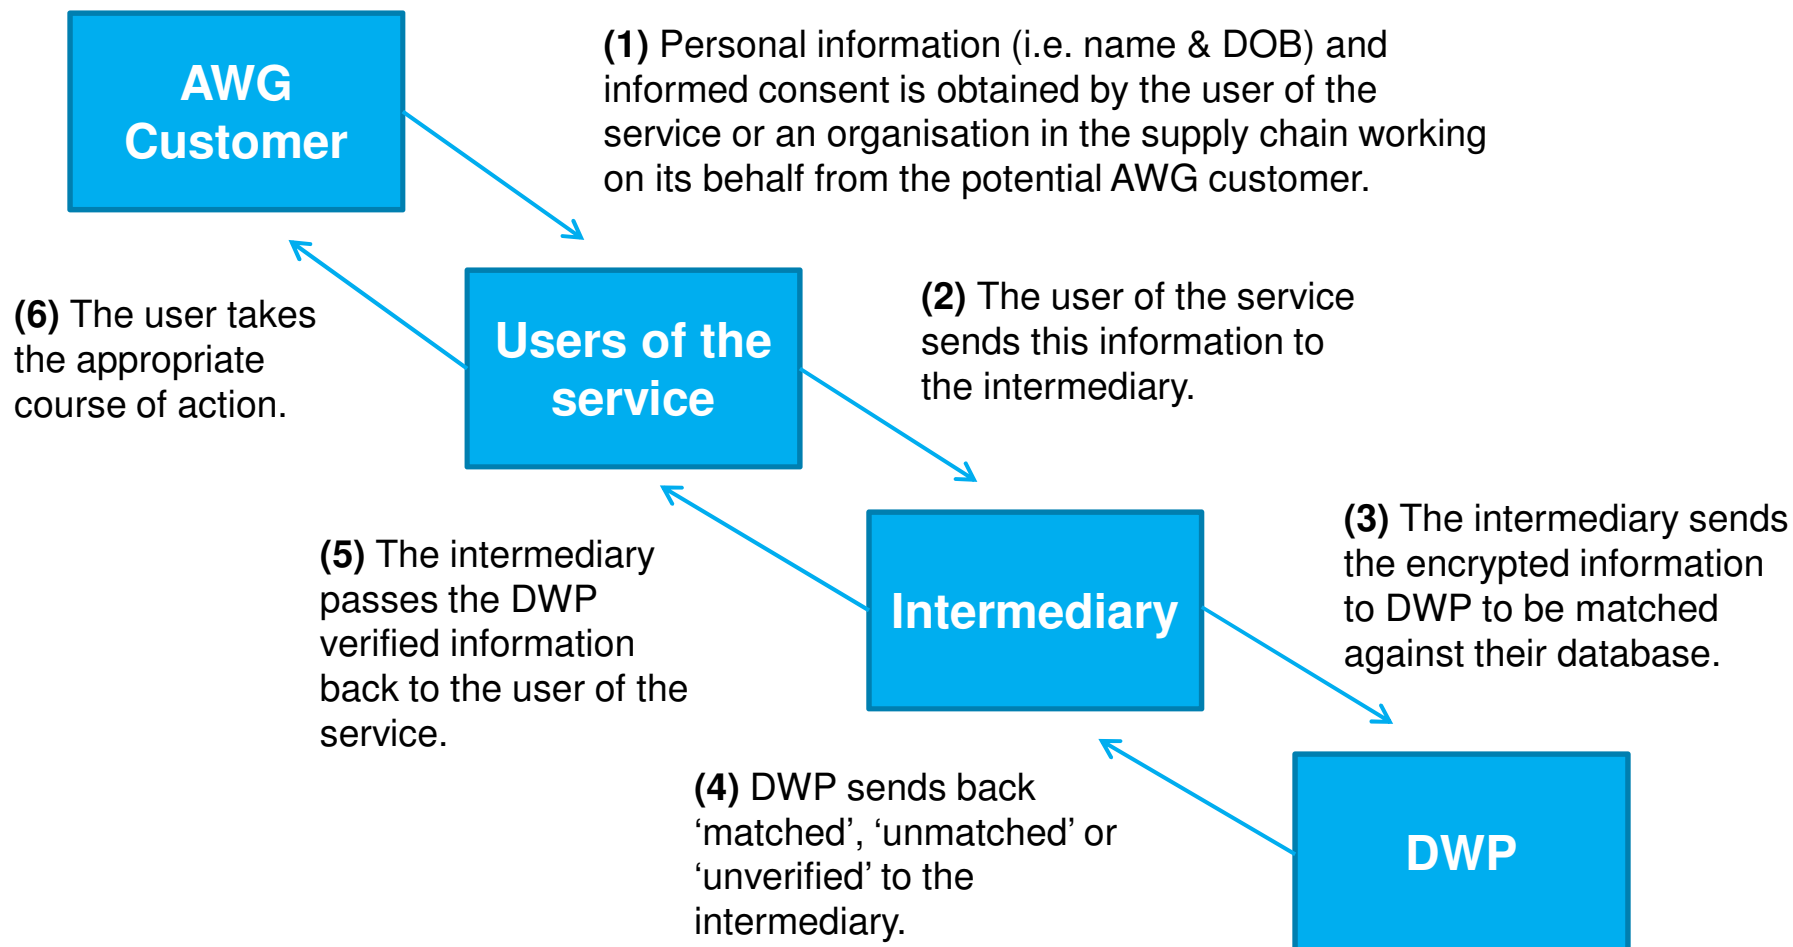 AWG
Customer
(1) Personal information (i.e. name & DOB) and
informed consent is obtained by the user of the
service or an organisation in the supply chain working
on its behalf from the potential AWG customer.
Users of the
service
(2) The user of the service
sends this information to
the intermediary.
Intermediary
(3) The intermediary sends
the encrypted information
to DWP to be matched
against their database.
DWP
(4) DWP sends back
‘matched’, ‘unmatched’ or
‘unverified’ to the
intermediary.
(5) The intermediary
passes the DWP
verified information
back to the user of the
service.
(6) The user takes
the appropriate
course of action.